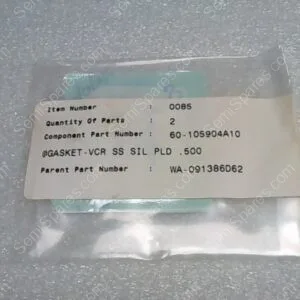 Item Number : 0085
Quantity Of Parts : 2
Component Part Number : 60-105904A10
@GASKET-VCR SS SIL PLD .500
Parent Part Number : WA-091386D62